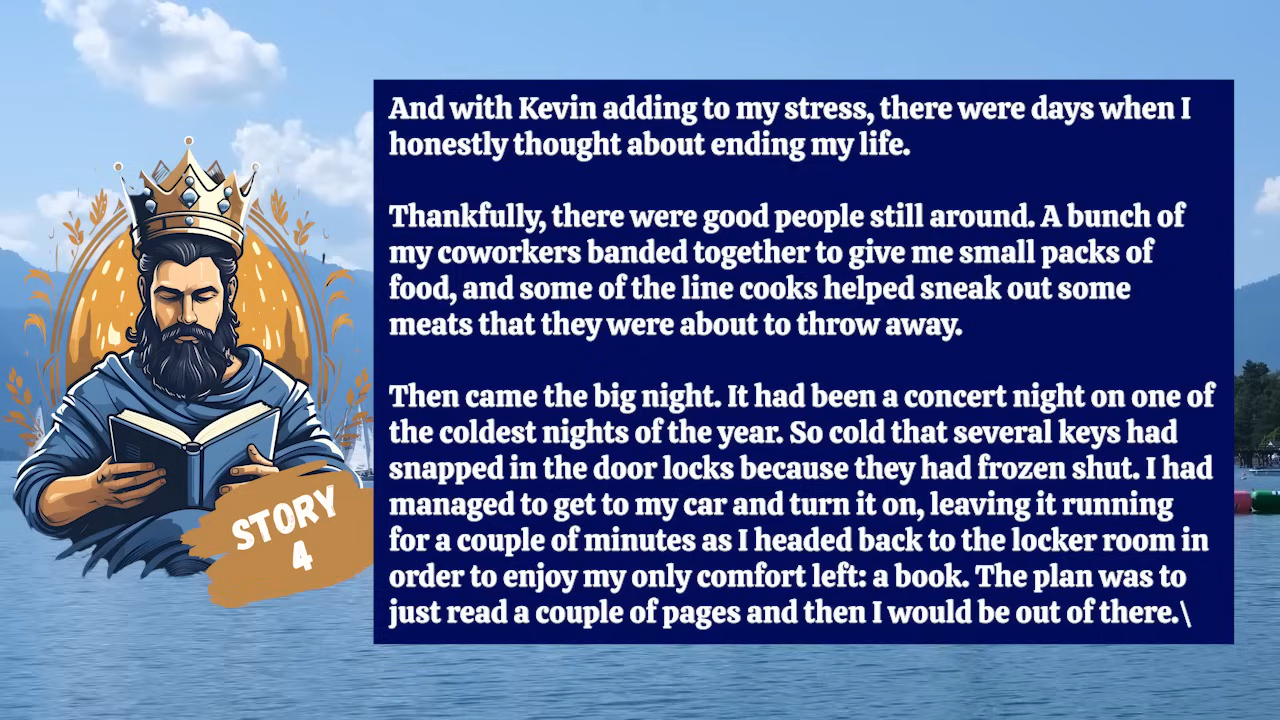 And with Kevin adding to my stress, there were days when I
honestly thought about ending my life.
Thankfully, there were good people still around. A bunch of
my coworkers banded together to give me small packs of
food, and some of the line cooks helped sneak out some
meats that they were about to throw away.
Then came the big night. It had been a concert night on one of
the coldest nights of the year. So cold that several keys had
snapped in the door locks because they had frozen shut. I had
managed to get to my car and turn it on, leaving it running
for a couple of minutes as I headed back to the locker room in
order to enjoy my only comfort left: a book. The plan was to
just read a couple of pages and then I would be out of there.\
STORY
4